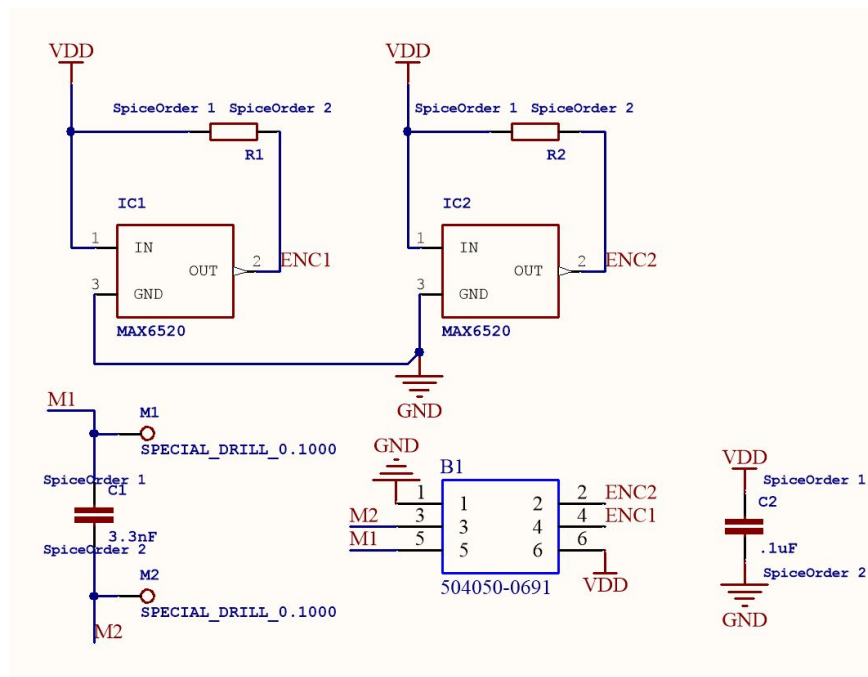 VDD
VDD
SpiceOrder 1 SpiceOrder 2
SpiceOrder 1 SpiceOrder 2
R1
R2
IC1
IC2
1 IN
1 IN
OUT 2 ENC1
OUT 2 ENC2
3 GND
3 GND
MAX6520
MAX6520
GND
M1
M1
SPECIAL_DRILL_0.1000
SpiceOrder 1
C1
3.3nF
SpiceOrder 2
M2
SPECIAL_DRILL_0.1000
M2
GND
B1
1 1 2 2 ENC2
M2 3 3 4 4 ENC1
M1 5 5 6 6
VDD
504050-0691
VDD
SpiceOrder 1
C2
.1uF
SpiceOrder 2
GND